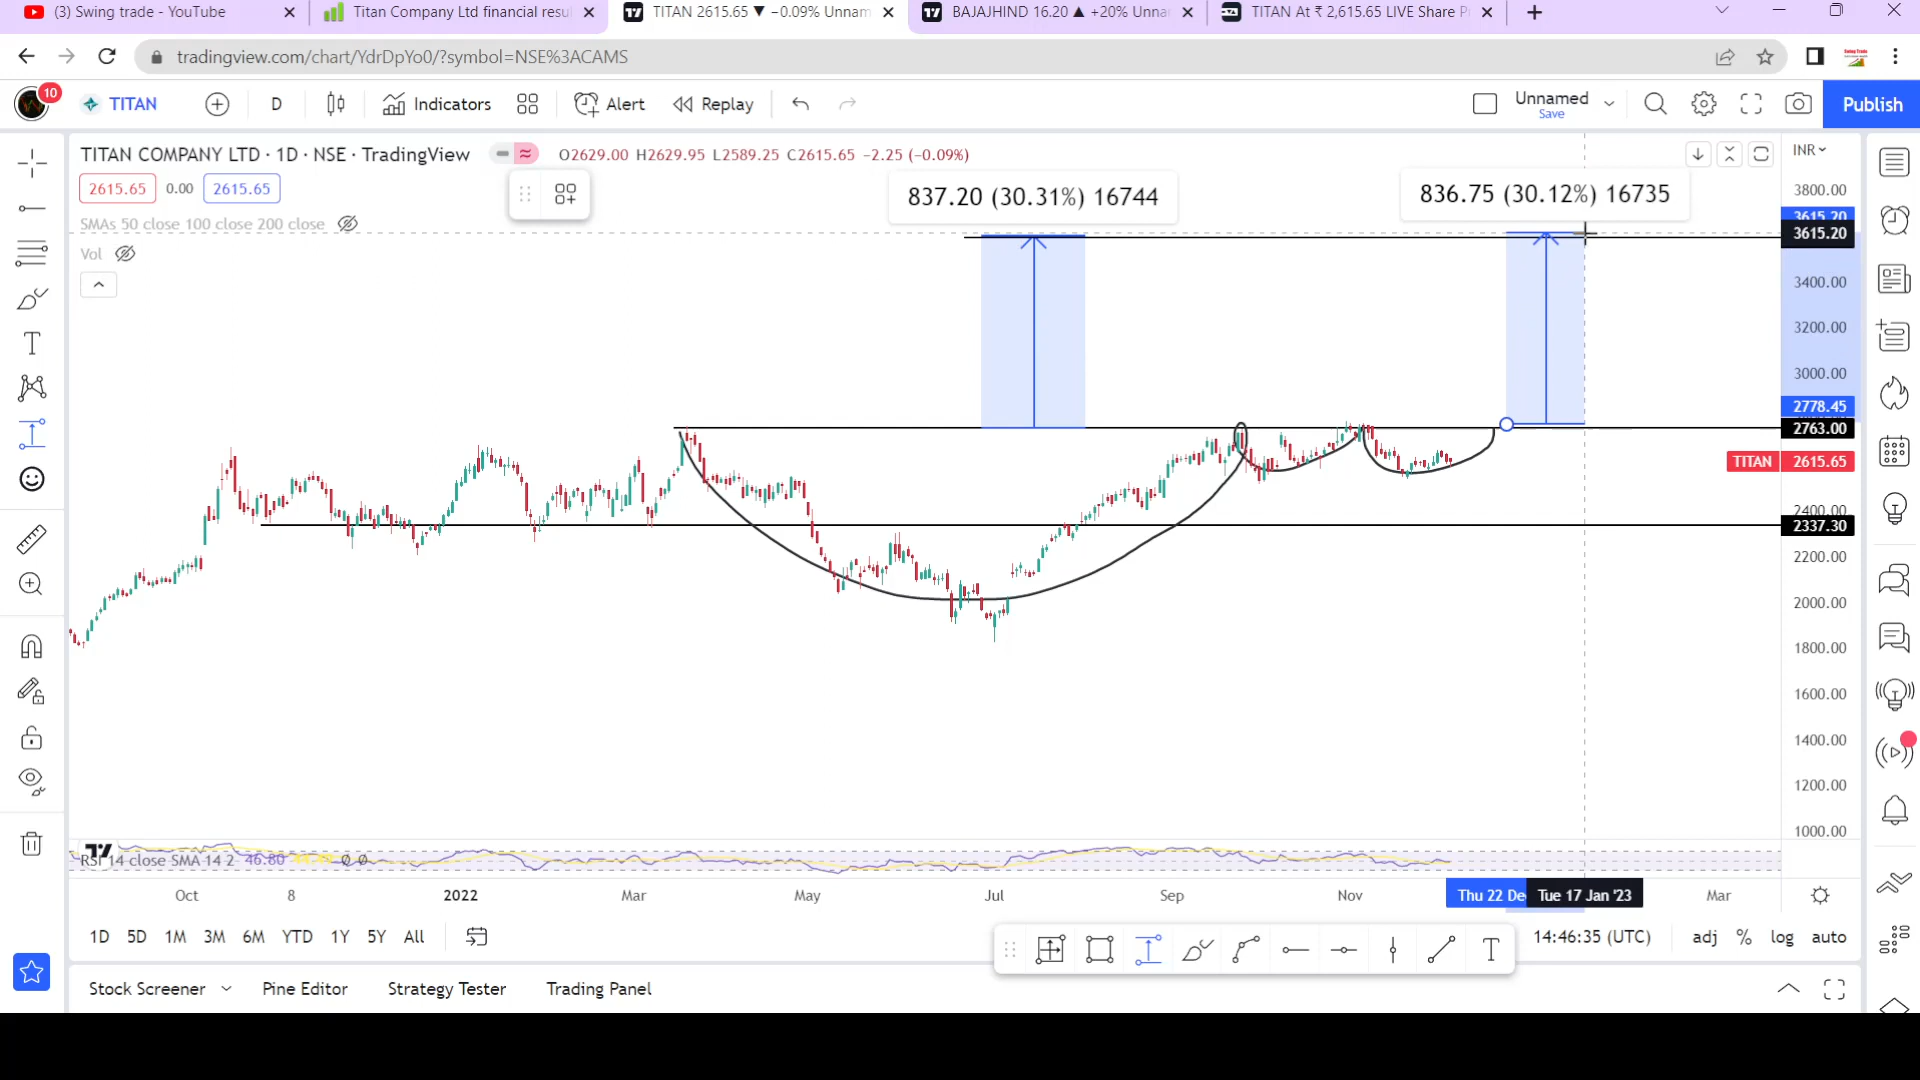 (3) Swing trade - YouTube
Titan Company Ltd financial resu
TITAN 2615.65 ▼ −0.09% Unnam
BAJAJHIND 16.20 ▲ +20% Unna
TITAN At ₹ 2,615.65 LIVE Share P
tradingview.com/chart/YdrDpYo0/?symbol=NSE%3ACAMS
10
TITAN
D
Indicators
Alert
Replay
Unnamed
Save
Publish
TITAN COMPANY LTD · 1D · NSE · TradingView
O2629.00 H2629.95 L2589.25 C2615.65 −2.25 (−0.09%)
INR
2615.65 0.00 2615.65
SMAs 50 close 100 close 200 close
Vol
837.20 (30.31%) 16744
836.75 (30.12%) 16735
3800.00
3615.20
3615.20
3400.00
3200.00
3000.00
2778.45
2763.00
TITAN 2615.65
2400.00
2337.30
2200.00
2000.00
1800.00
1600.00
1400.00
1200.00
1000.00
RSI 14 close SMA 14 2 46.80 Ø Ø
Oct 8 2022 Mar May Jul Sep Nov Thu 22 De Tue 17 Jan '23 Mar
1D 5D 1M 3M 6M YTD 1Y 5Y All
14:46:35 (UTC) adj % log auto
Stock Screener Pine Editor Strategy Tester Trading Panel